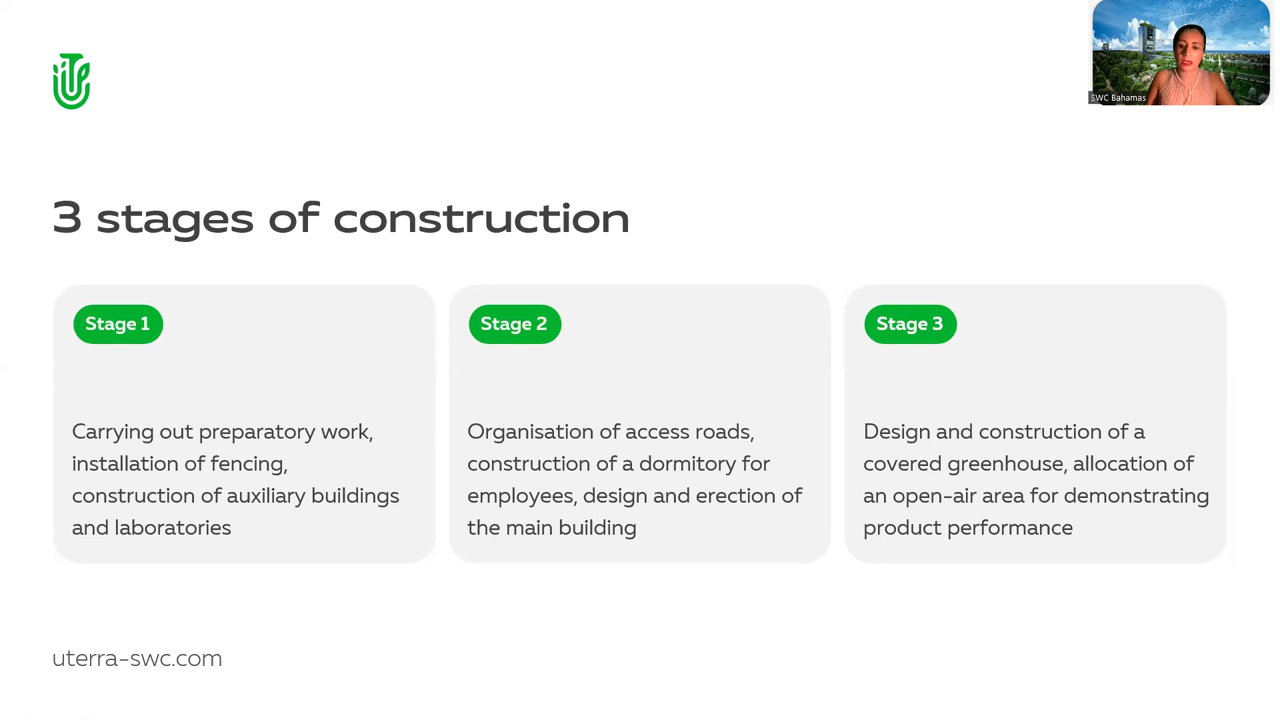 SWC Bahamas
3 stages of construction
Stage 1
Carrying out preparatory work,
installation of fencing,
construction of auxiliary buildings
and laboratories
Stage 2
Organisation of access roads,
construction of a dormitory for
employees, design and erection of
the main building
Stage 3
Design and construction of a
covered greenhouse, allocation of
an open-air area for demonstrating
product performance
uterra-swc.com